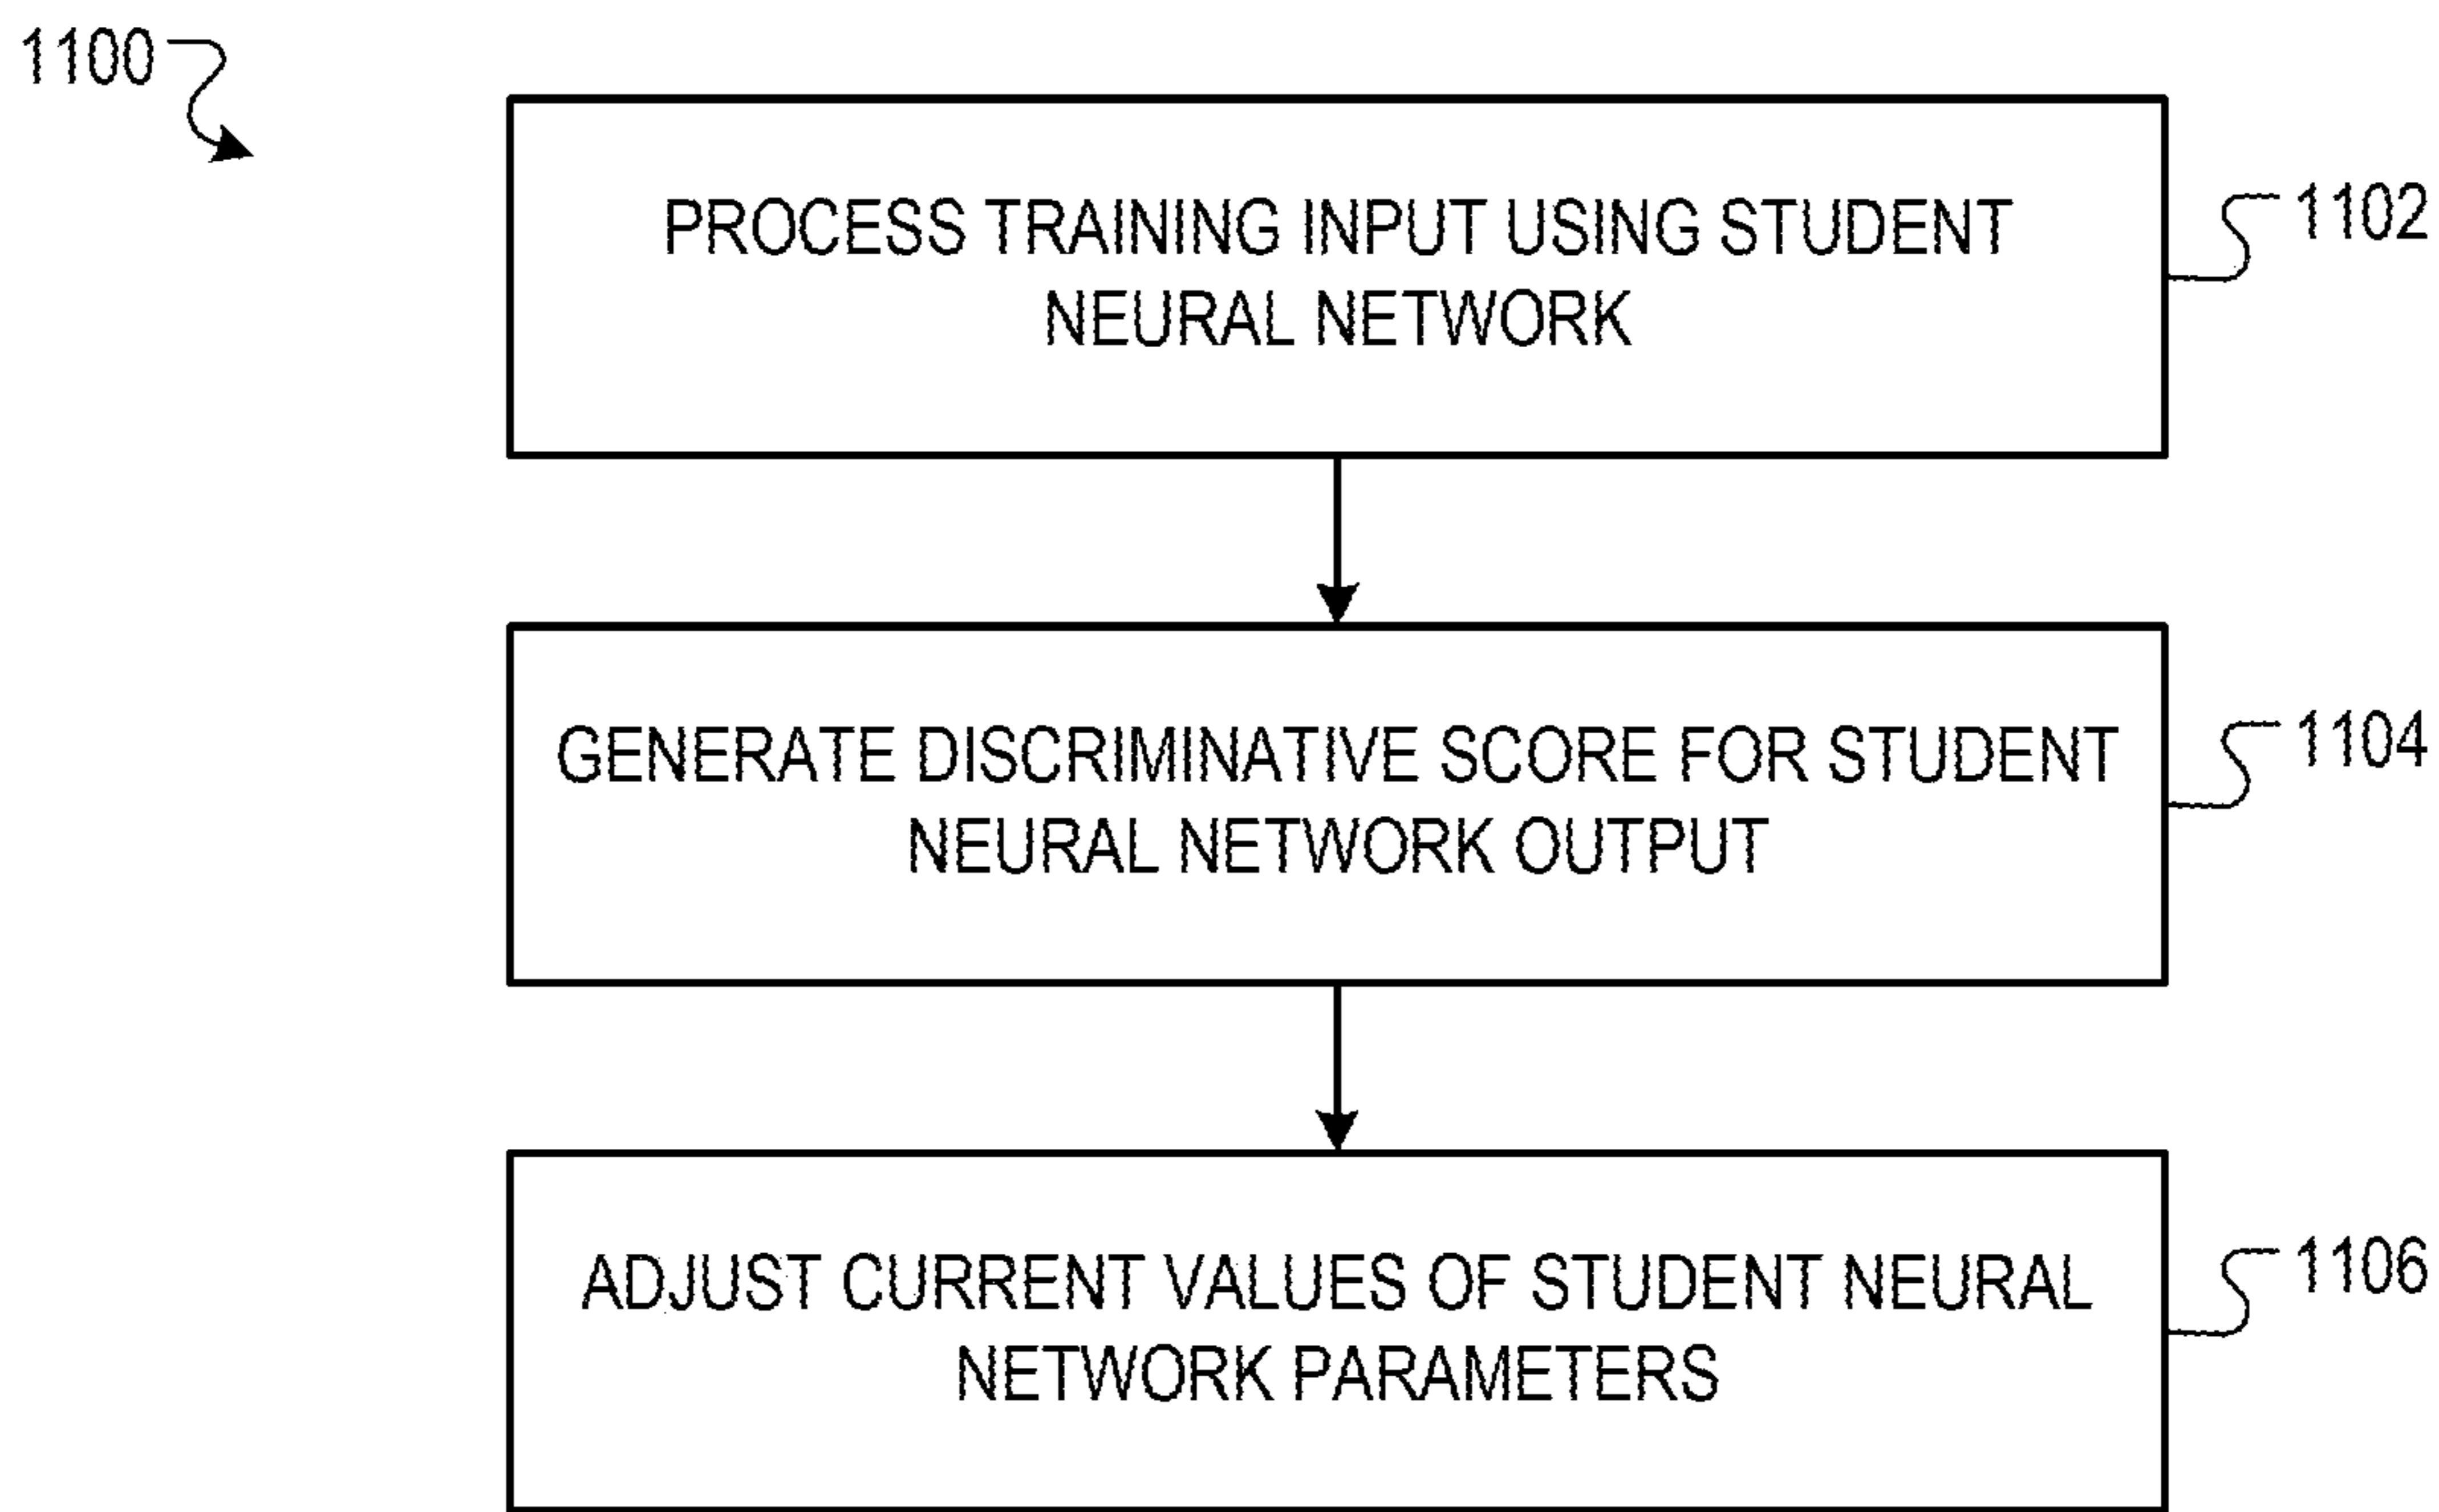 1100
PROCESS TRAINING INPUT USING STUDENT
NEURAL NETWORK
1102
GENERATE DISCRIMINATIVE SCORE FOR STUDENT
NEURAL NETWORK OUTPUT
1104
ADJUST CURRENT VALUES OF STUDENT NEURAL
NETWORK PARAMETERS
1106